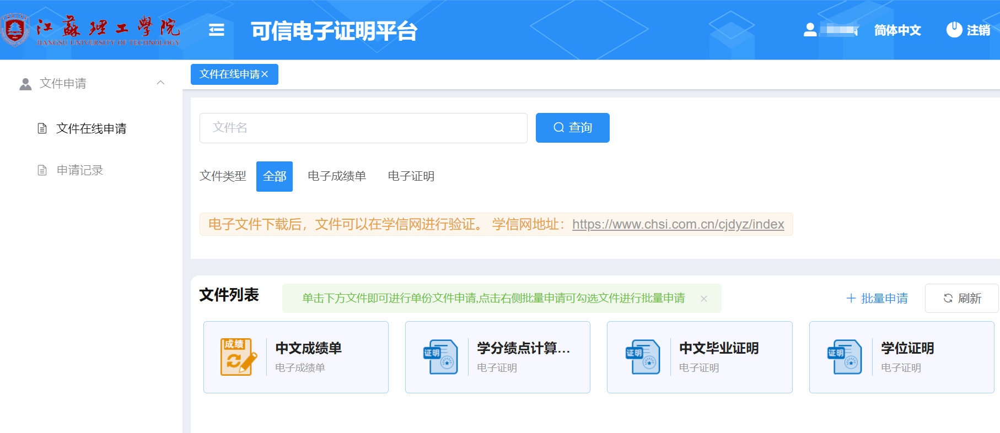 江蘇理工學院
JIANGSU UNIVERSITY OF TECHNOLOGY
可信电子证明平台
简体中文
注销
文件申请
文件在线申请
申请记录
文件在线申请×
文件名
查询
文件类型 全部 电子成绩单 电子证明
电子文件下载后，文件可以在学信网进行验证。 学信网地址：https://www.chsi.com.cn/cjdyz/index
文件列表
单击下方文件即可进行单份文件申请,点击右侧批量申请可勾选文件进行批量申请
+ 批量申请
刷新
成绩
中文成绩单
电子成绩单
证明
学分绩点计算...
电子证明
证明
中文毕业证明
电子证明
证明
学位证明
电子证明